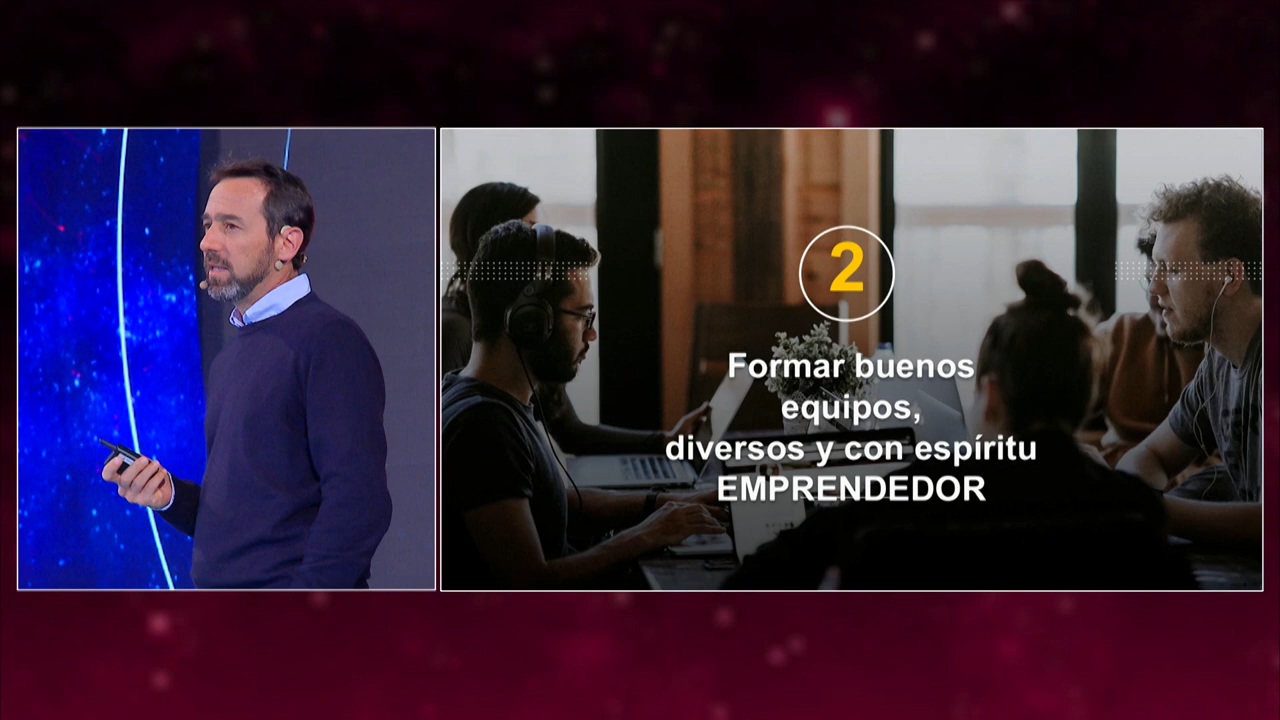 2
Formar buenos
equipos,
diversos y con espíritu
EMPRENDEDOR